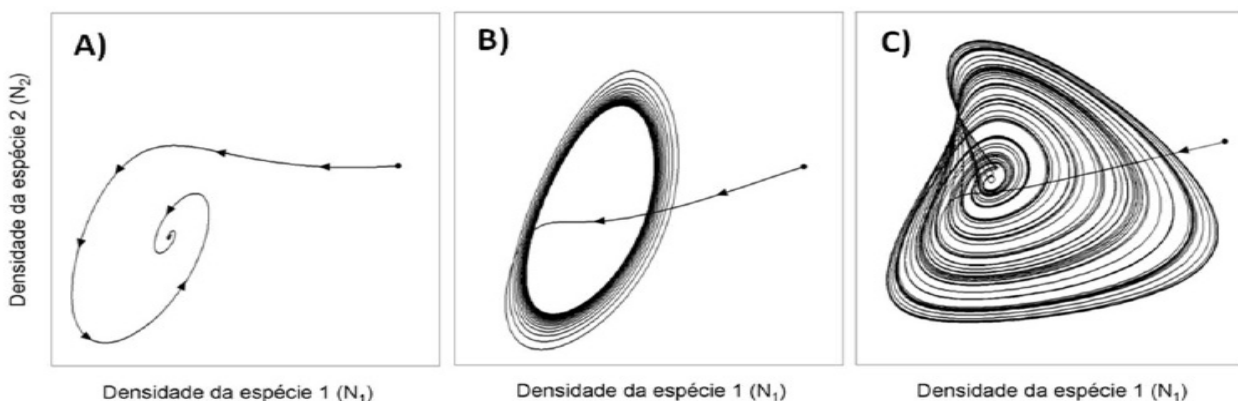 A)
B)
C)
Densidade da espécie 2 (N₂)
Densidade da espécie 1 (N₁)
Densidade da espécie 1 (N₁)
Densidade da espécie 1 (N₁)